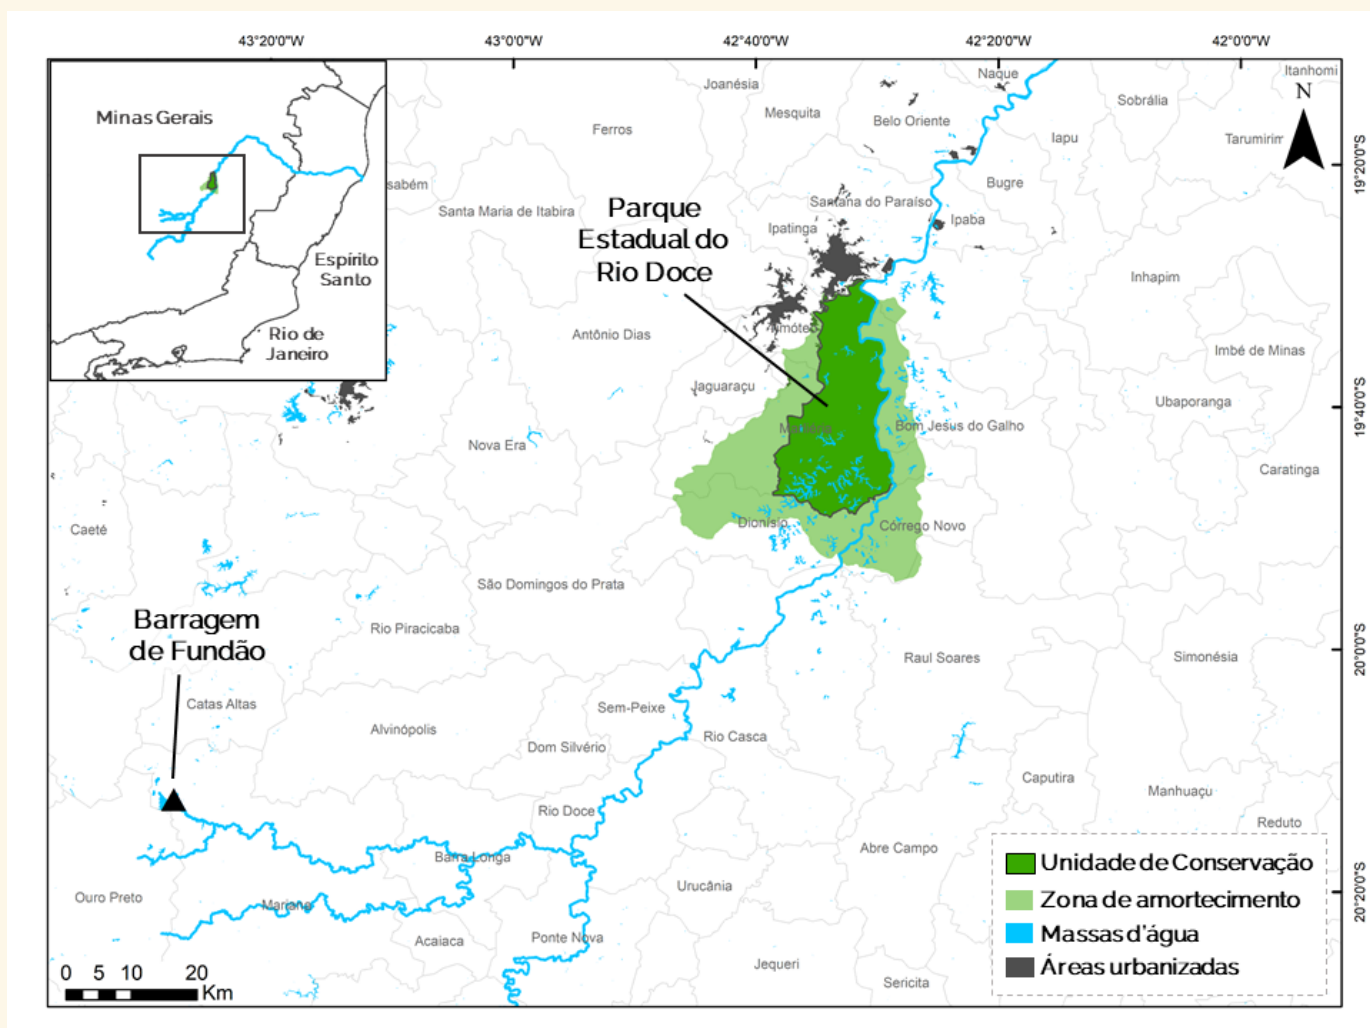 43°20'0"W
43°0'0"W
42°40'0"W
42°20'0"W
42°0'0"W
Minas Gerais
Espírito
Santo
Rio de
Janeiro
Joanésia
Naque
Itanhomi
N
Mesquita
Sobrália
Belo Oriente
Ferros
Iapu
Tarumirim
19°20'0"S
sabém
Bugre
Santa Maria de Itabira
Parque
Estadual do
Rio Doce
Santana do Paraíso
Ipaba
Ipatinga
Inhapim
Antônio Dias
Timóteo
Imbé de Minas
Jaguaraçu
Ubaporanga
19°40'0"S
Bom Jesus do Galho
Nova Era
Caratinga
Caeté
Dionísio
Córrego Novo
São Domingos do Prata
Barragem
de Fundão
Rio Piracicaba
Raul Soares
Simonésia
20°0'0"S
Catas Altas
Sem-Peixe
Alvinópolis
Rio Casca
Dom Silvério
Caputira
Manhuaçu
Rio Doce
Reduto
Abre Campo
Barra Longa
Urucânia
Ouro Preto
Mariana
20°20'0"S
Acaiaca
Ponte Nova
Jequeri
Sericita
Unidade de Conservação
Zona de amortecimento
Massas d'água
Áreas urbanizadas
0 5 10 20
Km